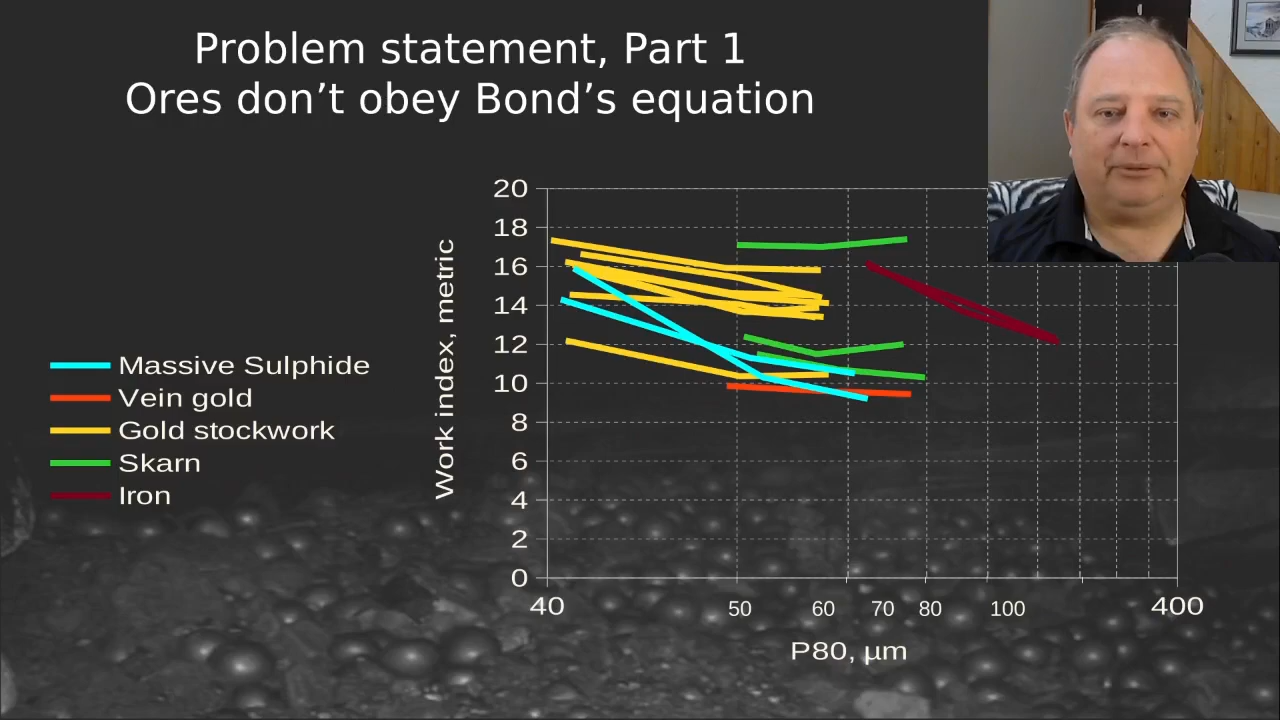 Problem statement, Part 1
Ores don’t obey Bond’s equation
Massive Sulphide
Vein gold
Gold stockwork
Skarn
Iron
Work index, metric
20
18
16
14
12
10
8
6
4
2
0
40 50 60 70 80 100 400
P80, µm